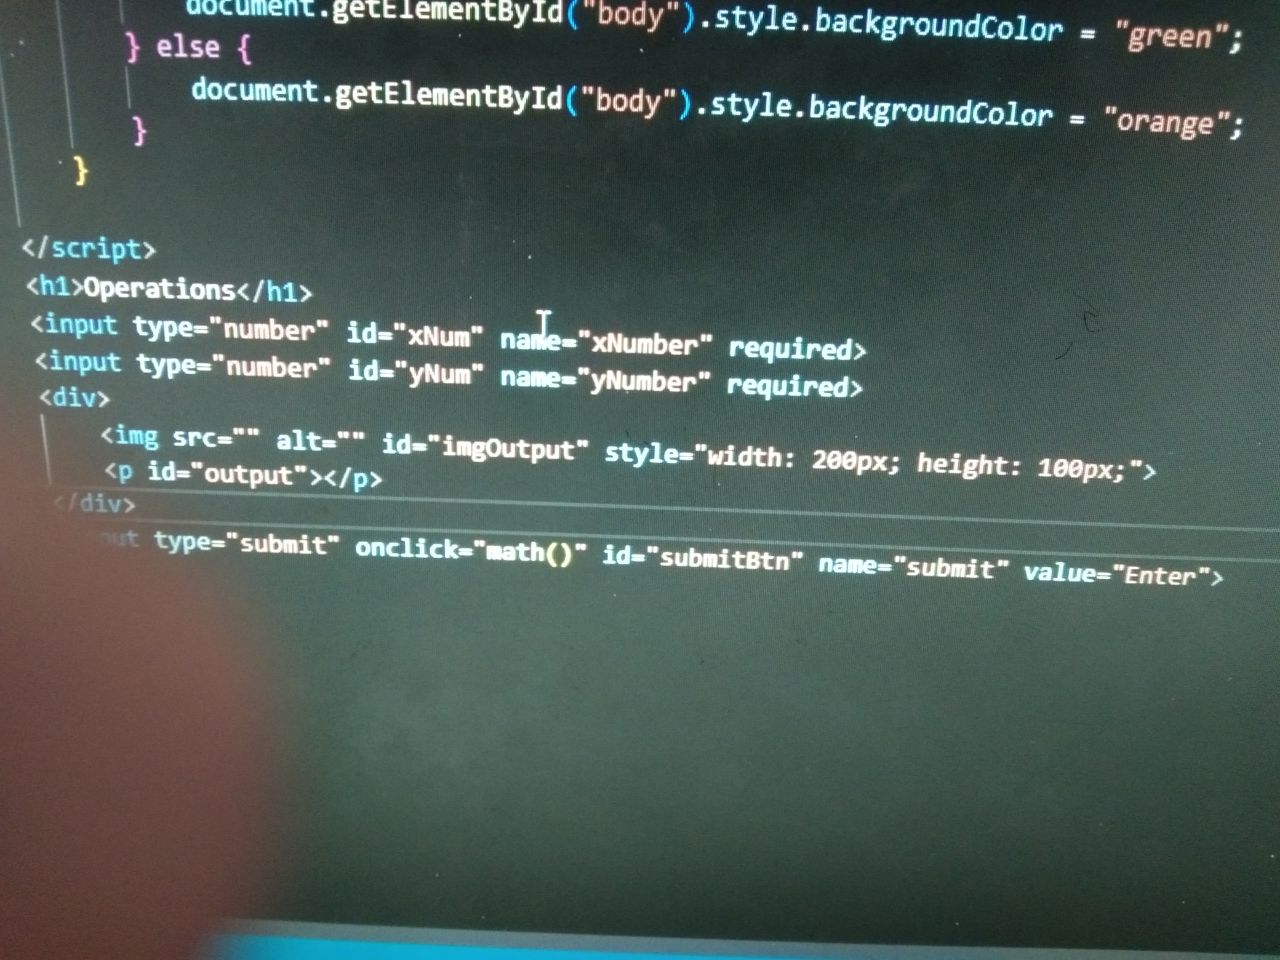 document.getElementById("body").style.backgroundColor = "green";
} else {
document.getElementById("body").style.backgroundColor = "orange";
}
}
</script>
<h1>Operations</h1>
<input type="number" id="xNum" name="xNumber" required>
<input type="number" id="yNum" name="yNumber" required>
<div>
<img src="" alt="" id="imgOutput" style="width: 200px; height: 100px;">
<p id="output"></p>
</div>
type="submit" onclick="math()" id="submitBtn" name="submit" value="Enter">